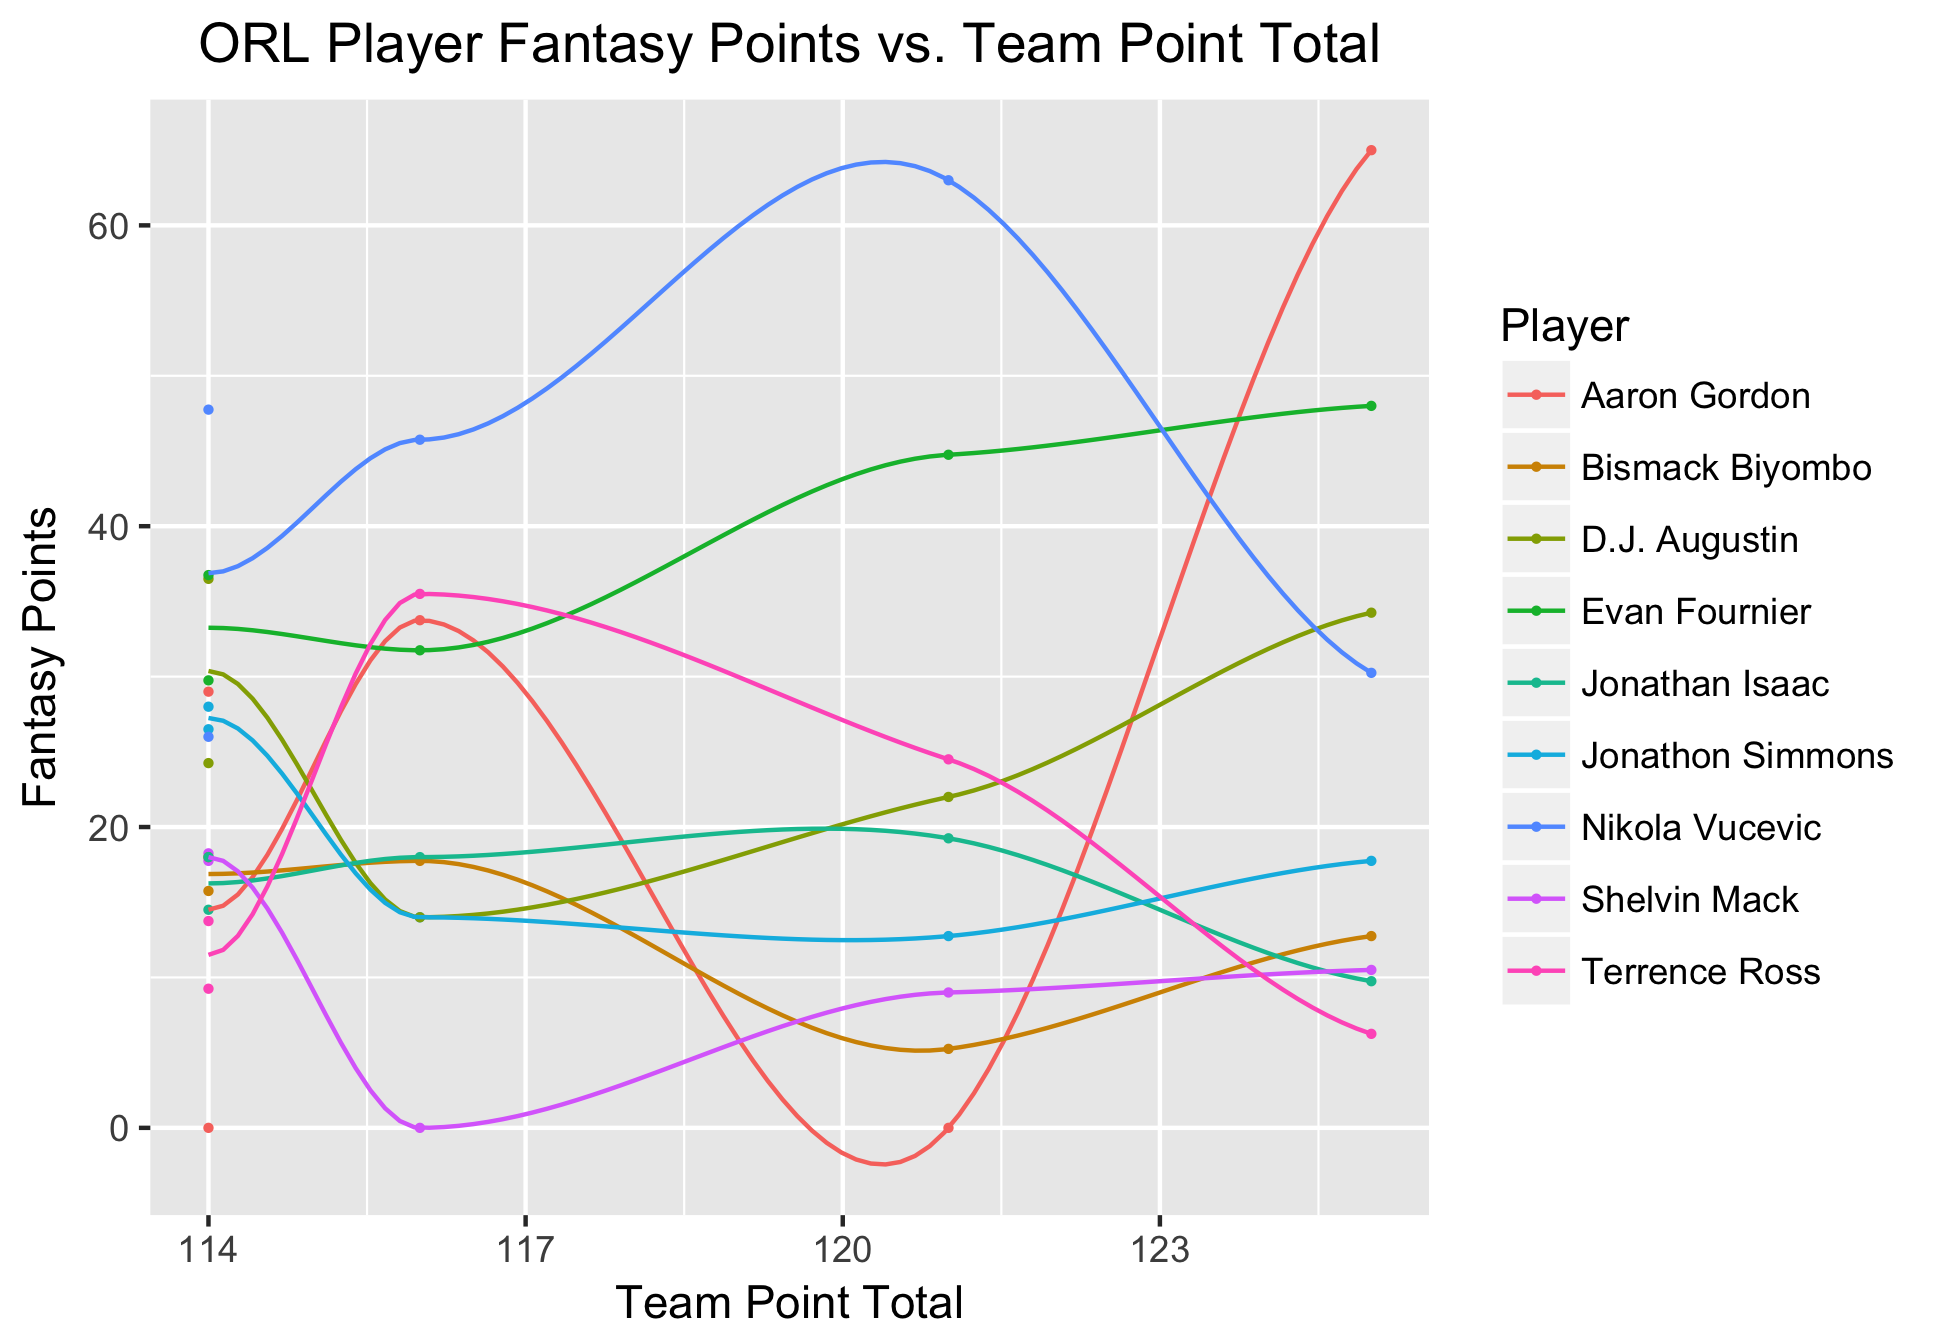 ORL Player Fantasy Points vs. Team Point Total
Fantasy Points
60
40
20
0
114
117
120
123
Team Point Total
Player
Aaron Gordon
Bismack Biyombo
D.J. Augustin
Evan Fournier
Jonathan Isaac
Jonathon Simmons
Nikola Vucevic
Shelvin Mack
Terrence Ross